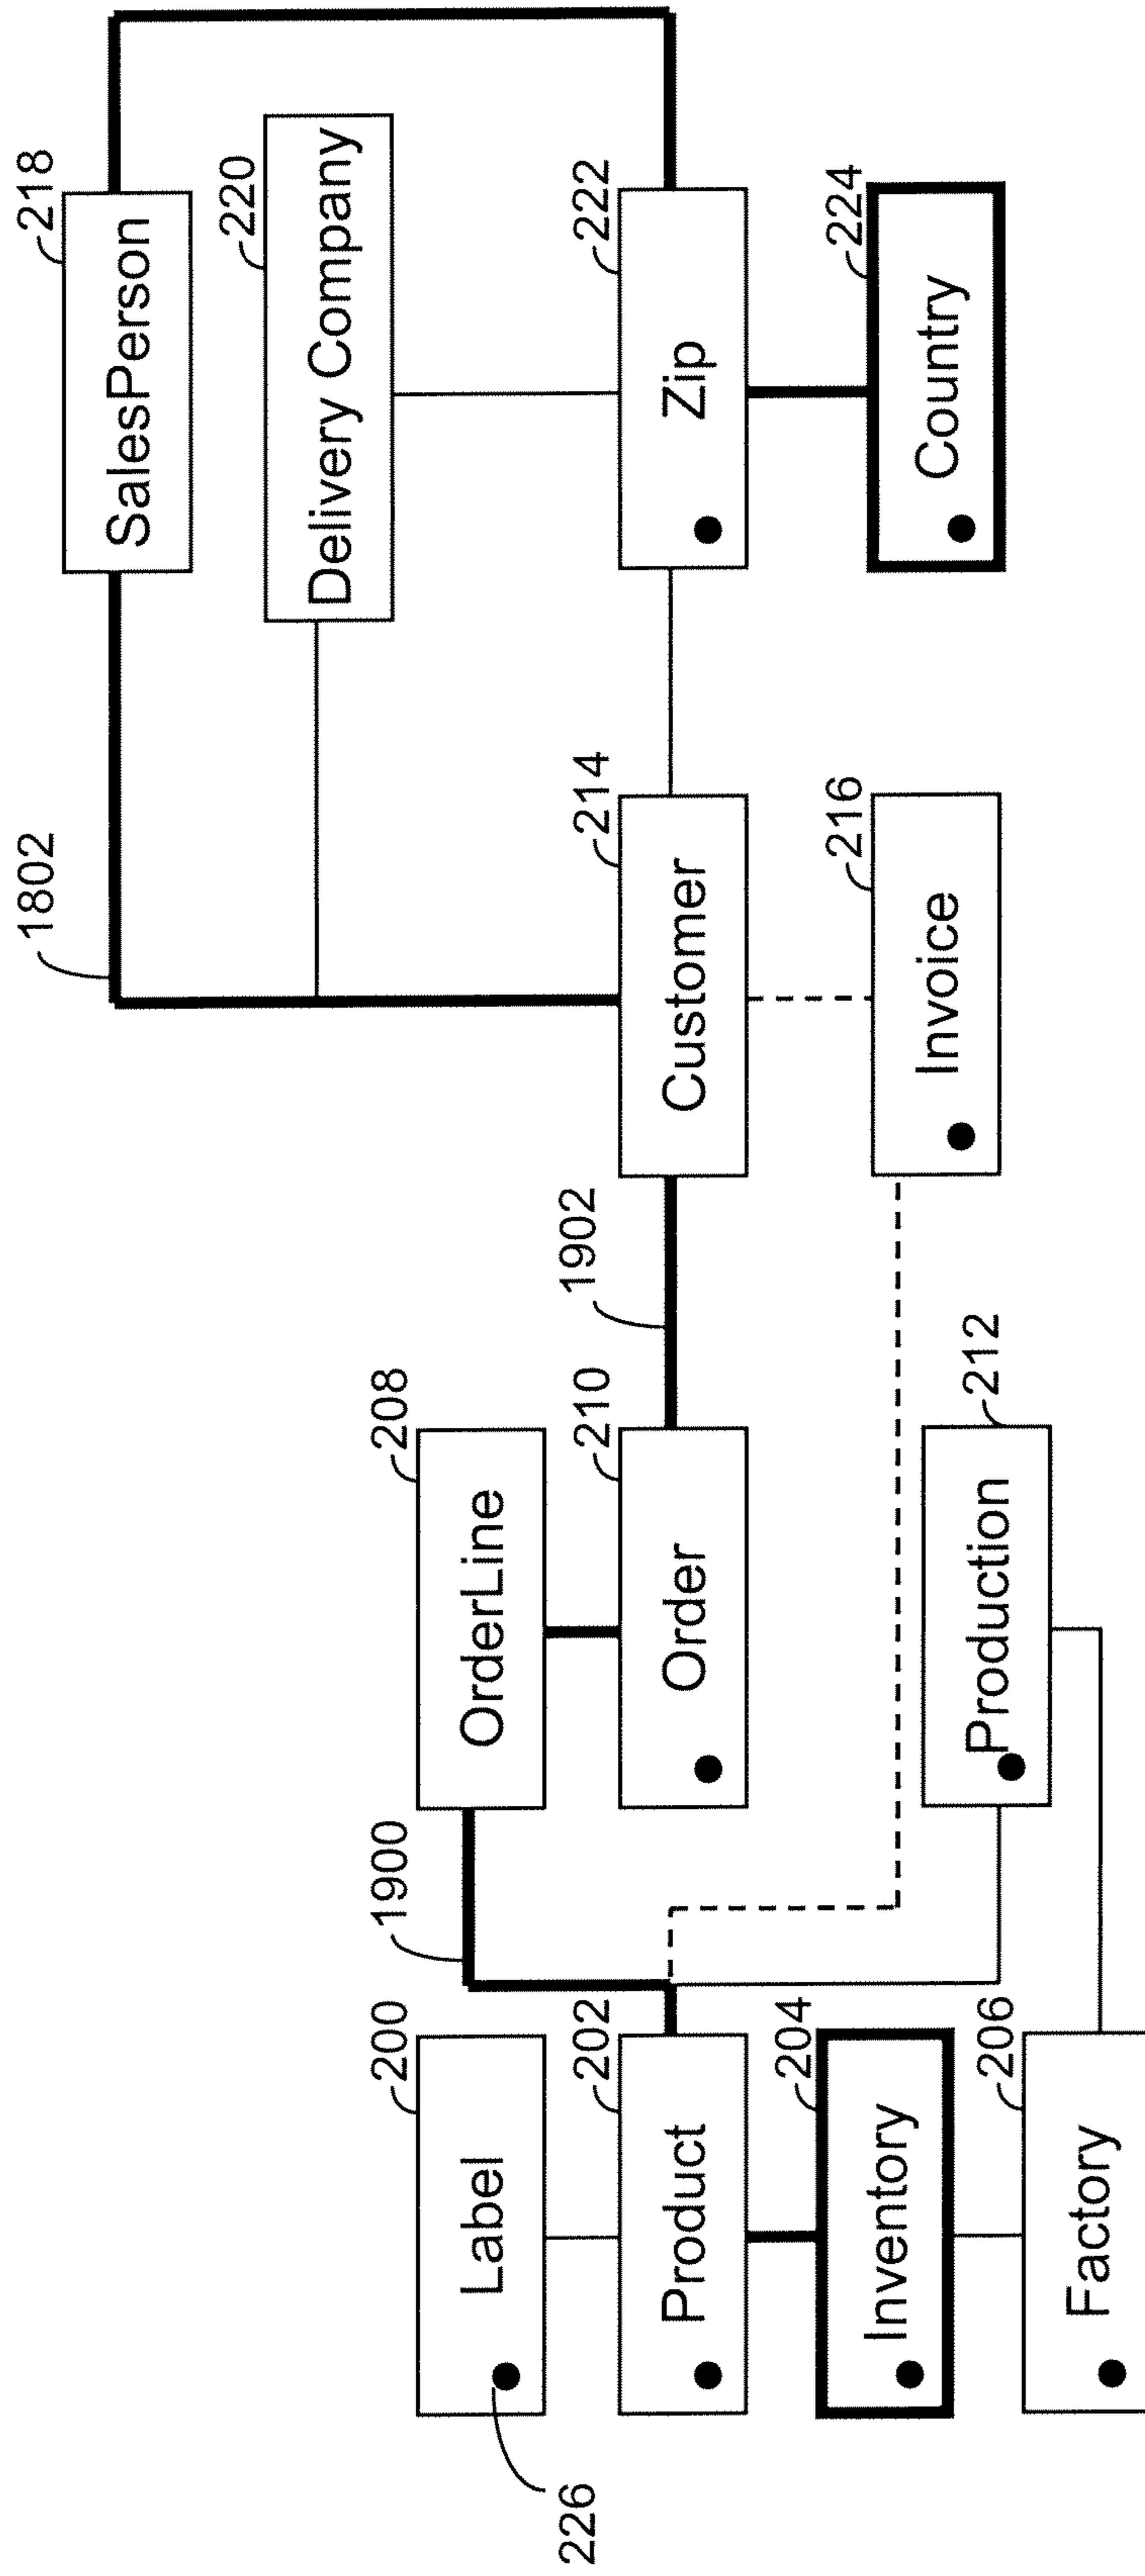 1802
218
SalesPerson
220
Delivery Company
1900
208
OrderLine
200
Label
226
202
Product
210
Order
1902
214
Customer
222
Zip
204
Inventory
216
Invoice
224
Country
206
Factory
212
Production